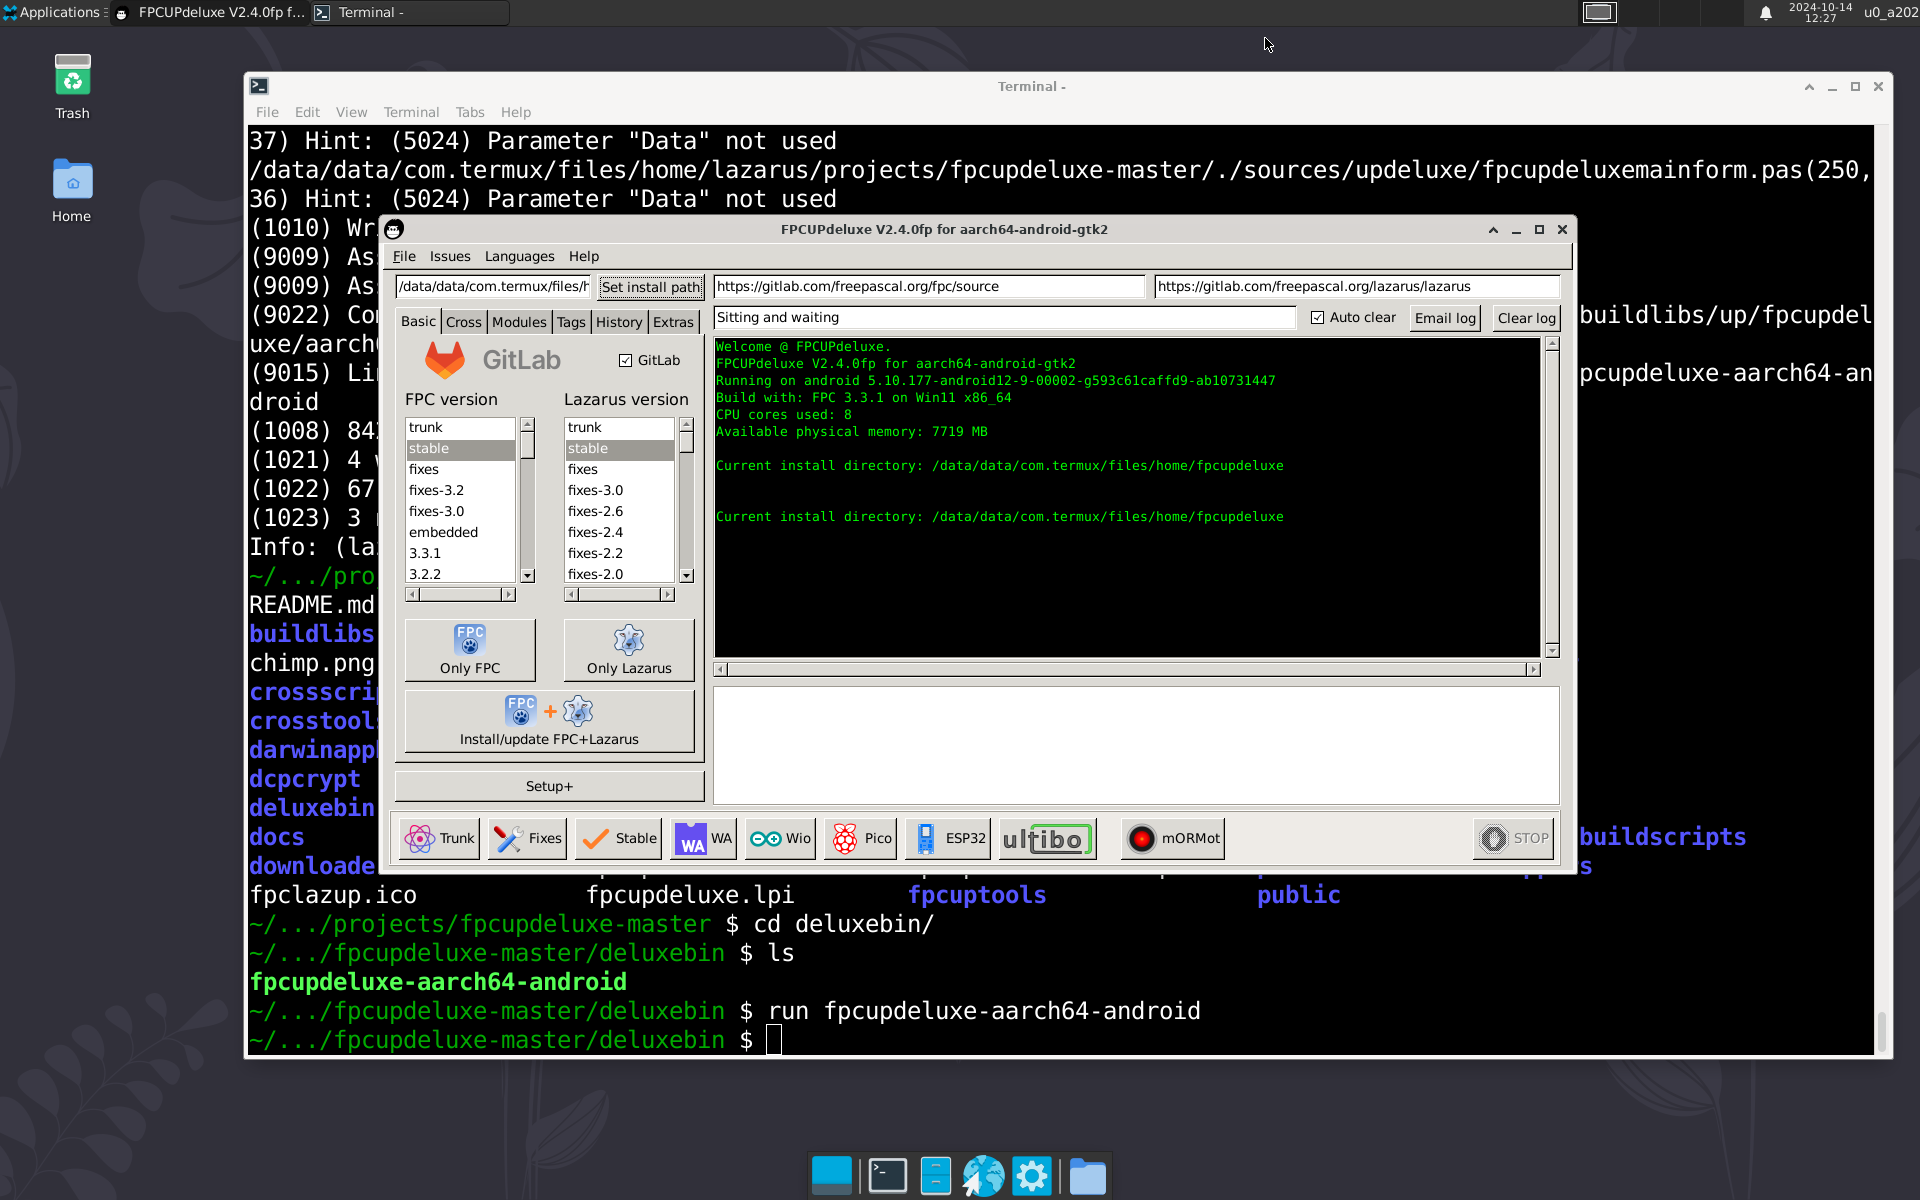 Applications
FPCUPdeluxe V2.4.0fp f...
Terminal -
2024-10-14
12:27
u0_a202
Trash
Home
Terminal -
File Edit View Terminal Tabs Help
37) Hint: (5024) Parameter "Data" not used
/data/data/com.termux/files/home/lazarus/projects/fpcupdeluxe-master/./sources/updeluxe/fpcupdeluxemainform.pas(250,
36) Hint: (5024) Parameter "Data" not used
(1010) Wr
(9009) As
(9009) As
(9022) Co
buildlibs/up/fpcupdel
uxe/aarch
(9015) Li
pcupdeluxe-aarch64-an
droid
(1008) 84
(1021) 4
(1022) 67
(1023) 3
Info: (la
~/.../pro
README.md
buildlibs
chimp.png
crossscri
crosstool
darwinapp
dcpcrypt
deluxebin
docs
buildscripts
downloade
s
fpclazup.ico fpcupdeluxe.lpi fpcuptools public
~/.../projects/fpcupdeluxe-master $ cd deluxebin/
~/.../fpcupdeluxe-master/deluxebin $ ls
fpcupdeluxe-aarch64-android
~/.../fpcupdeluxe-master/deluxebin $ run fpcupdeluxe-aarch64-android
~/.../fpcupdeluxe-master/deluxebin $
FPCUPdeluxe V2.4.0fp for aarch64-android-gtk2
File Issues Languages Help
/data/data/com.termux/files/h
Set install path
https://gitlab.com/freepascal.org/fpc/source
https://gitlab.com/freepascal.org/lazarus/lazarus
Basic Cross Modules Tags History Extras
Sitting and waiting
Auto clear
Email log
Clear log
GitLab
GitLab
FPC version
trunk
stable
fixes
fixes-3.2
fixes-3.0
embedded
3.3.1
3.2.2
Lazarus version
trunk
stable
fixes
fixes-3.0
fixes-2.6
fixes-2.4
fixes-2.2
fixes-2.0
Welcome @ FPCUPdeluxe.
FPCUPdeluxe V2.4.0fp for aarch64-android-gtk2
Running on android 5.10.177-android12-9-00002-g593c61caffd9-ab10731447
Build with: FPC 3.3.1 on Win11 x86_64
CPU cores used: 8
Available physical memory: 7719 MB
Current install directory: /data/data/com.termux/files/home/fpcupdeluxe
Current install directory: /data/data/com.termux/files/home/fpcupdeluxe
FPC
Only FPC
Only Lazarus
FPC +
Install/update FPC+Lazarus
Setup+
Trunk
Fixes
Stable
WA WA
Wio
Pico
ESP32
ultibo
mORMot
STOP